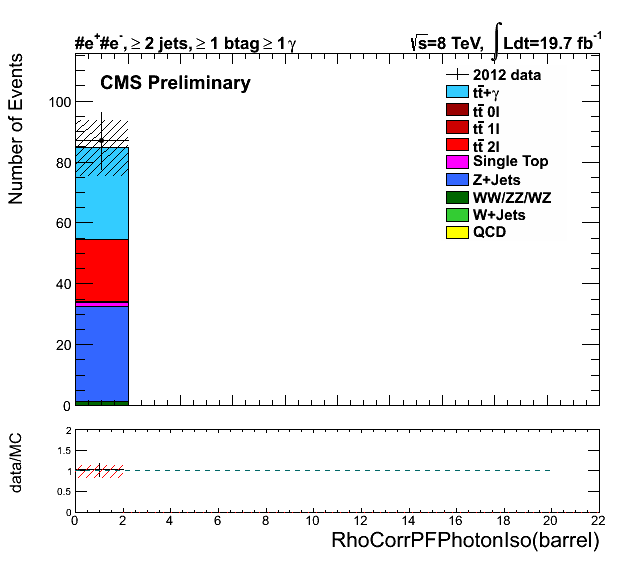 #e⁺#e⁻, ≥ 2 jets, ≥ 1 btag ≥ 1 γ
√s=8 TeV, ∫Ldt=19.7 fb⁻¹
Number of Events
CMS Preliminary
2012 data
tt̄+γ
tt̄ 0l
tt̄ 1l
tt̄ 2l
Single Top
Z+Jets
WW/ZZ/WZ
W+Jets
QCD
100
80
60
40
20
0
data/MC
2
1.5
1
0.5
0
0 2 4 6 8 10 12 14 16 18 20 22
RhoCorrPFPhotonIso(barrel)